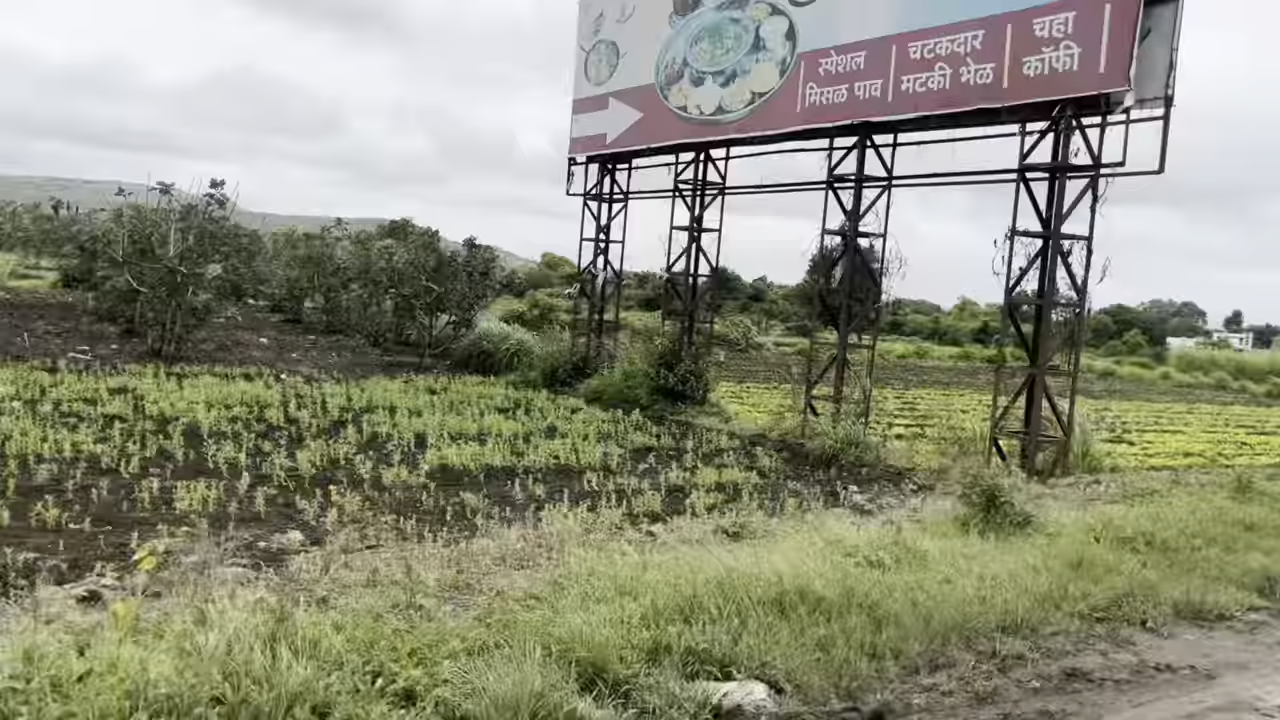 स्पेशल
मिसळ पाव
चटकदार
मटकी भेळ
चहा
कॉफी